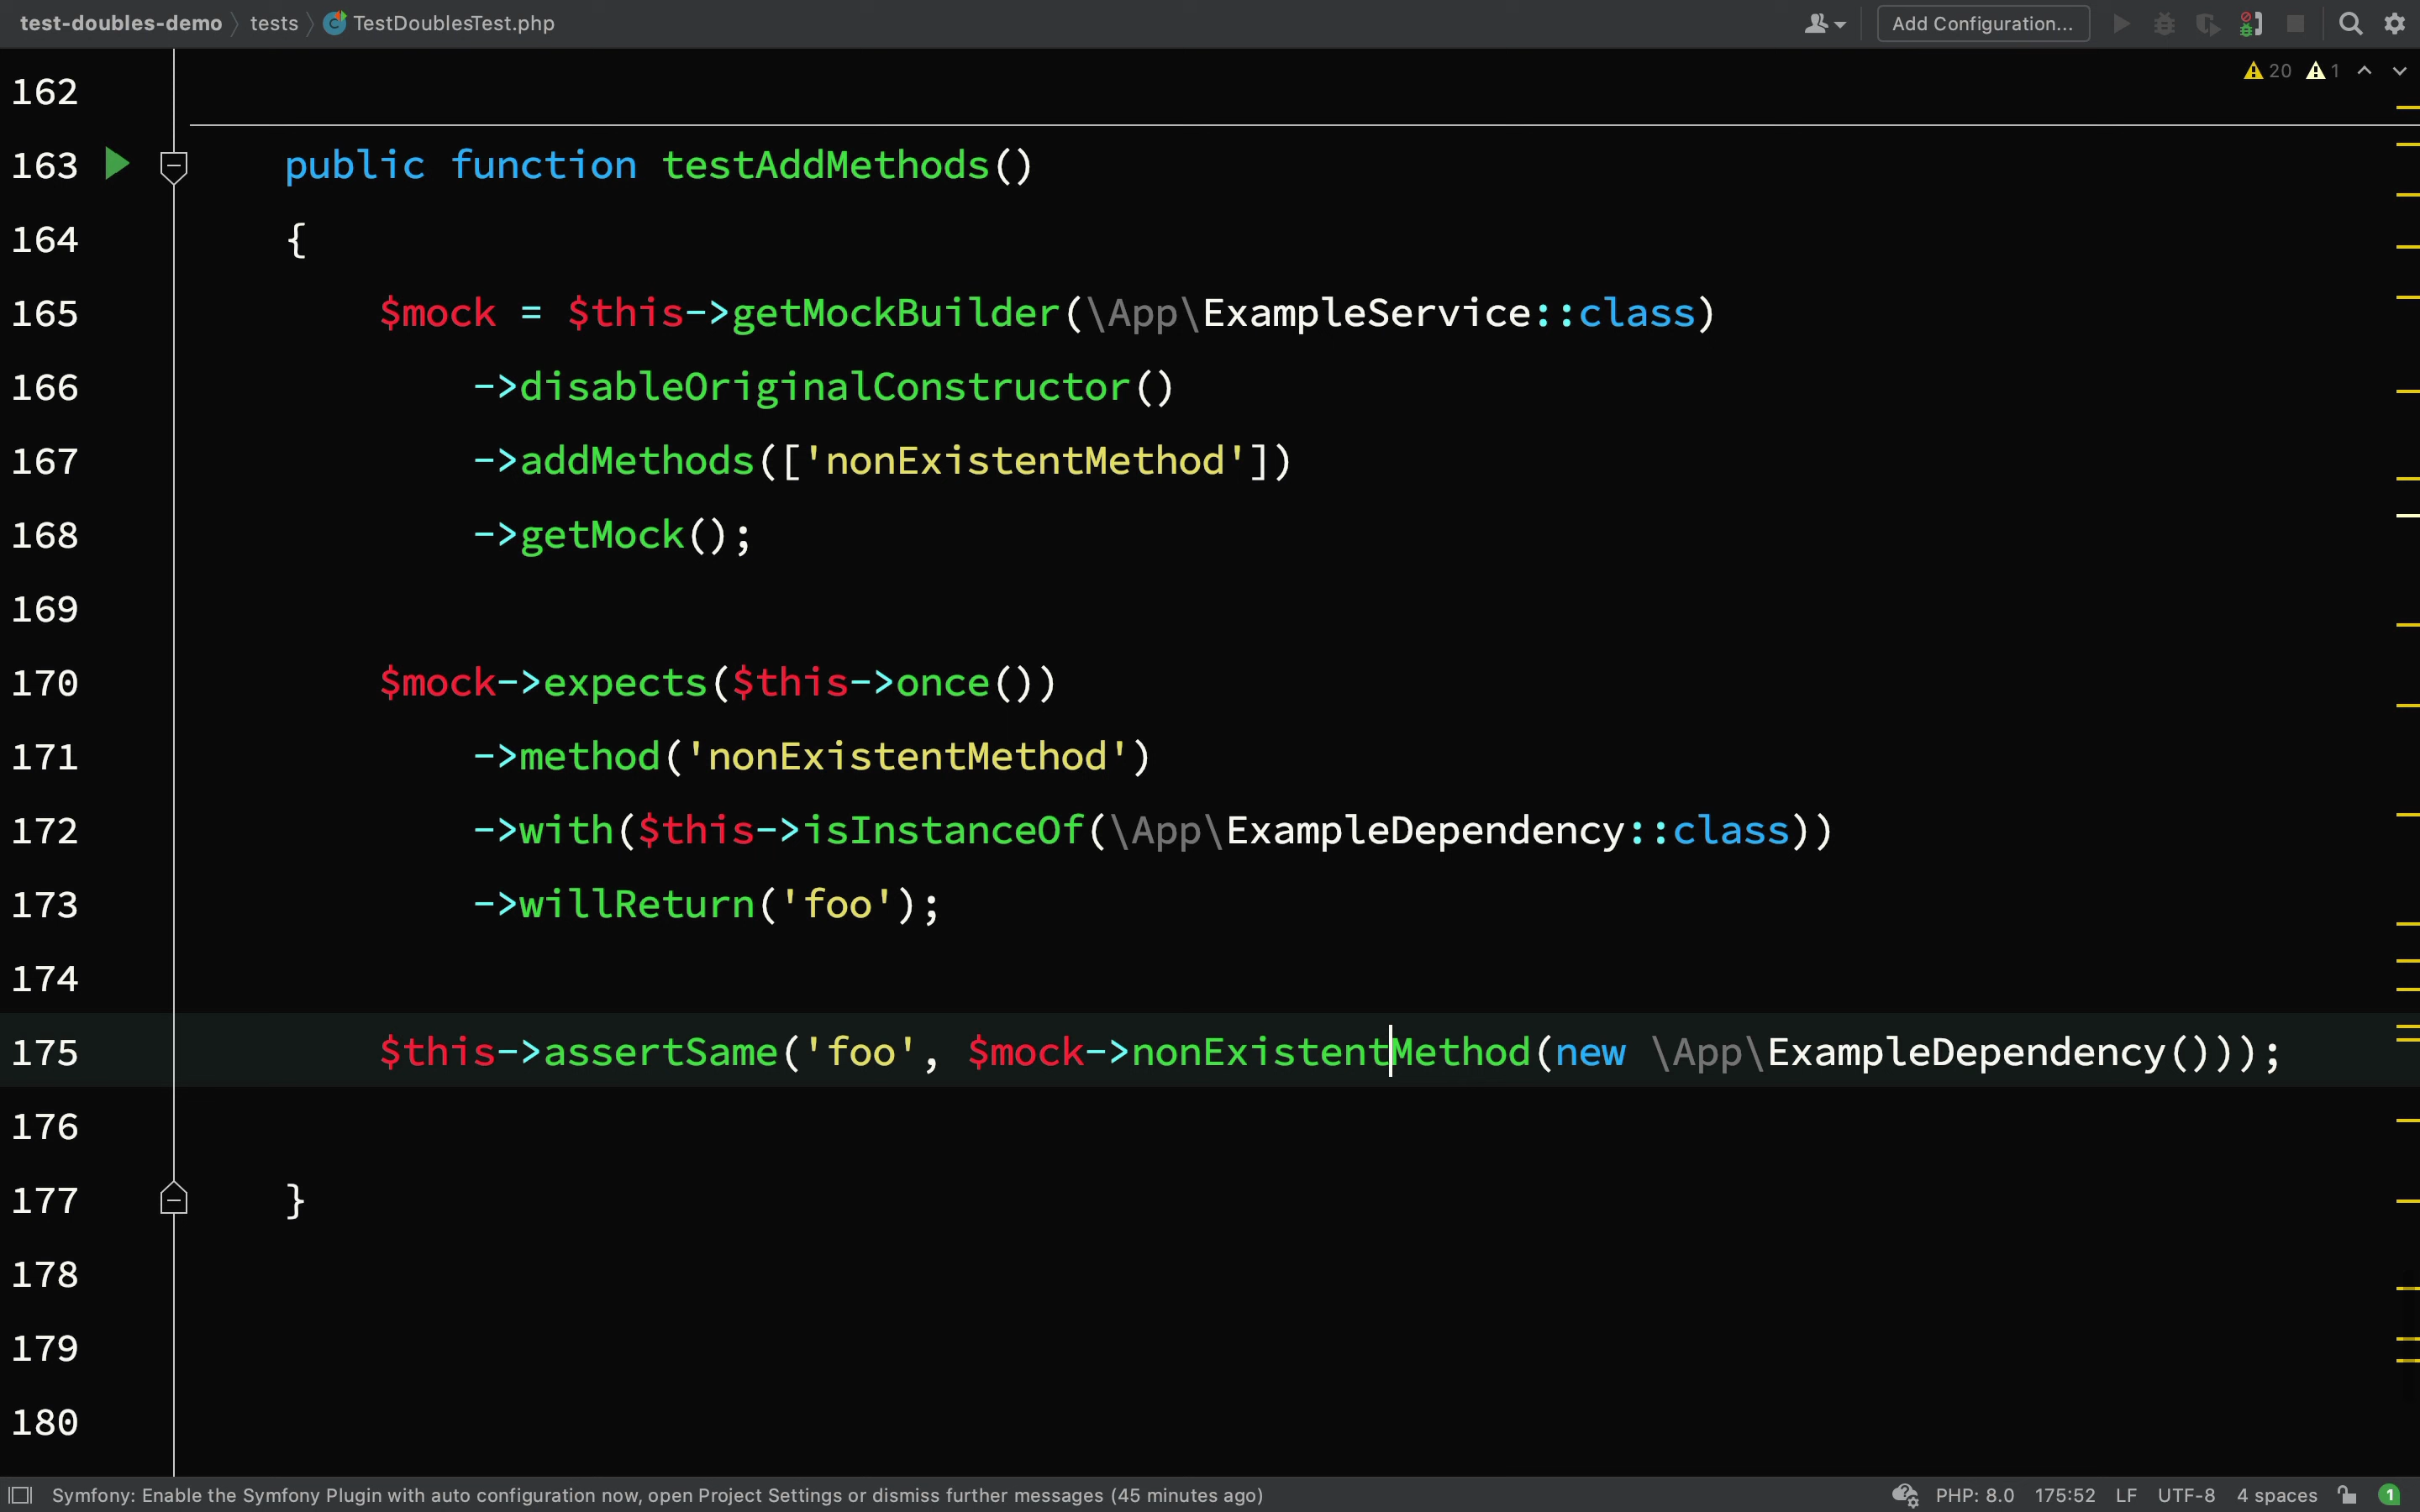 test-doubles-demo 〉 tests 〉 TestDoublesTest.php
Add Configuration...
20 1
162
163 public function testAddMethods()
164 {
165 $mock = $this->getMockBuilder(\App\ExampleService::class)
166 ->disableOriginalConstructor()
167 ->addMethods(['nonExistentMethod'])
168 ->getMock();
169
170 $mock->expects($this->once())
171 ->method('nonExistentMethod')
172 ->with($this->isInstanceOf(\App\ExampleDependency::class))
173 ->willReturn('foo');
174
175 $this->assertSame('foo', $mock->nonExistentMethod(new \App\ExampleDependency()));
176
177 }
178
179
180
Symfony: Enable the Symfony Plugin with auto configuration now, open Project Settings or dismiss further messages (45 minutes ago)
PHP: 8.0 175:52 LF UTF-8 4 spaces 1